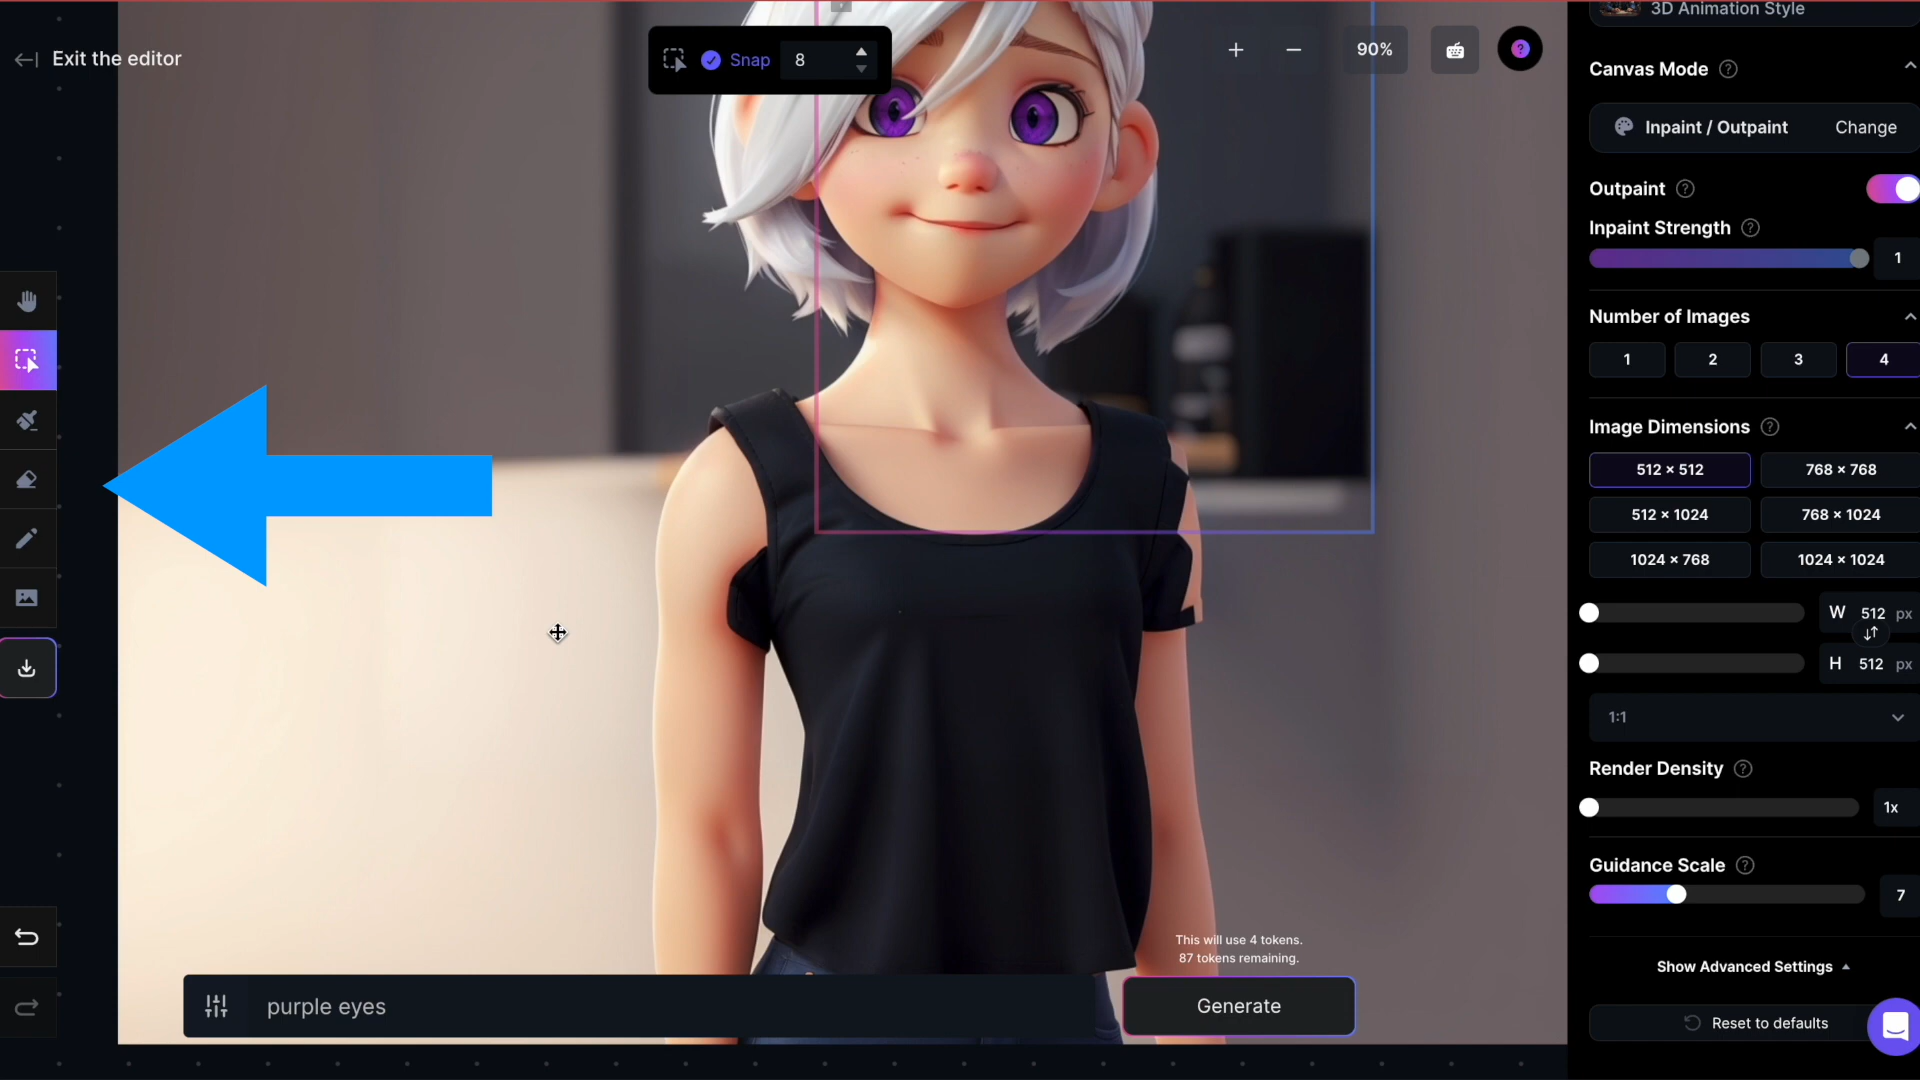 Exit the editor
Snap
8
90%
?
3D Animation Style
Canvas Mode ?
Inpaint / Outpaint Change
Outpaint ?
Inpaint Strength ?
1
Number of Images
1 2 3 4
Image Dimensions ?
512 × 512 768 × 768
512 × 1024 768 × 1024
1024 × 768 1024 × 1024
W 512 px
H 512 px
1:1
Render Density ?
1x
Guidance Scale ?
7
Show Advanced Settings
Reset to defaults
This will use 4 tokens.
87 tokens remaining.
purple eyes
Generate